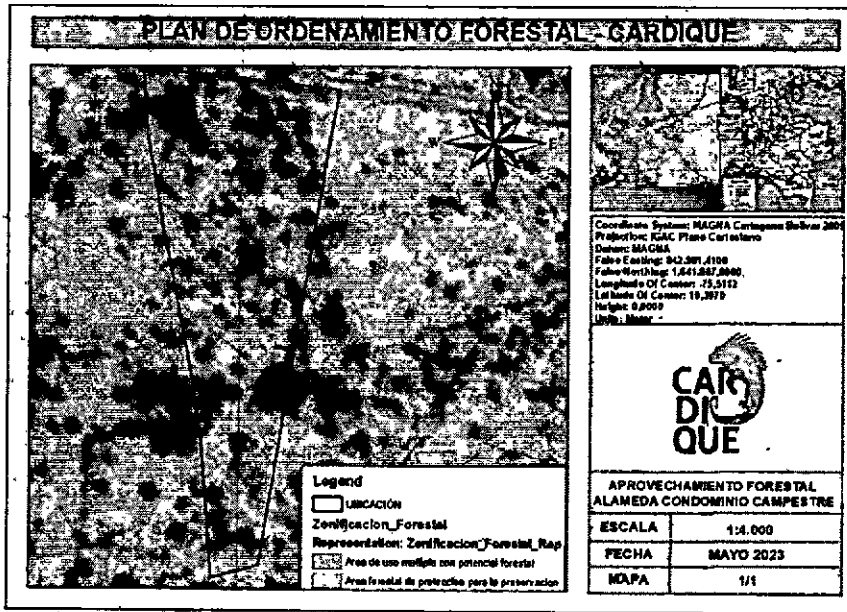 PLAN DE ORDENAMIENTO FORESTAL - CARDIQUE
W
E
Coordinate System: MAGNA Cartagena Bolivar 2005
Projection: IGAC Plano Cartesiano
Datum: MAGNA
False Easting: 842.981,4100
False Northing: 1.641.887,0000
Longitude Of Center: -75,5112
Latitude Of Center: 10,3970
Height: 0,0000
Units: Meter
CAR
DI
QUE
Legend
UBICACIÓN
Zonificacion_Forestal
Representation: Zonificacion_Forestal_Rep
Area de uso multiple con potencial forestal
Area forestal de proteccion para la preservacion
APROVECHAMIENTO FORESTAL
ALAMEDA CONDOMINIO CAMPESTRE
ESCALA 1:4.000
FECHA MAYO 2023
MAPA 1/1